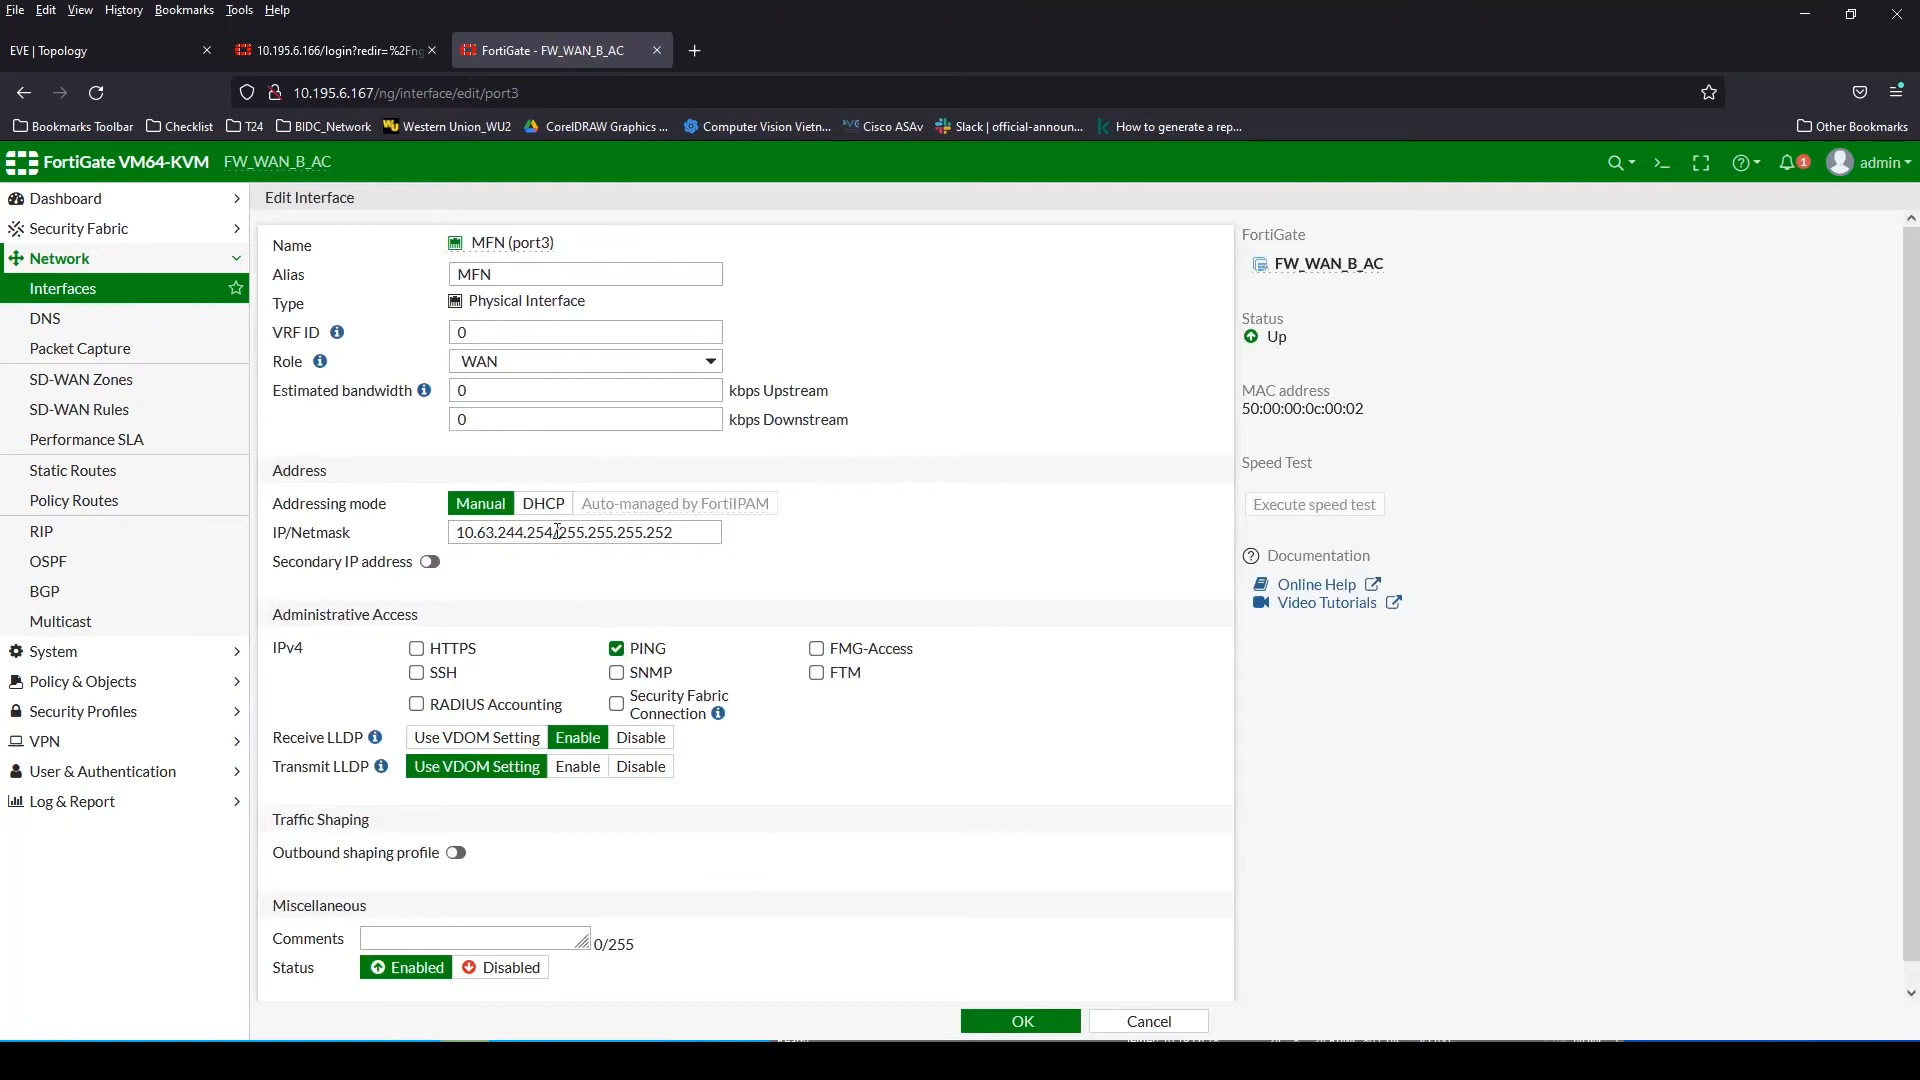 File Edit View History Bookmarks Tools Help
EVE | Topology
10.195.6.166/login?redir=%2Fng
FortiGate - FW_WAN_B_AC
10.195.6.167/ng/interface/edit/port3
Bookmarks Toolbar Checklist T24 BIDC_Network Western Union_WU2 CorelDRAW Graphics ... Computer Vision Vietn... Cisco ASAv Slack | official-announ... How to generate a rep... Other Bookmarks
FortiGate VM64-KVM FW_WAN_B_AC 1 admin
Dashboard
Security Fabric
Network
Interfaces
DNS
Packet Capture
SD-WAN Zones
SD-WAN Rules
Performance SLA
Static Routes
Policy Routes
RIP
OSPF
BGP
Multicast
System
Policy & Objects
Security Profiles
VPN
User & Authentication
Log & Report
Edit Interface
Name MFN (port3)
Alias MFN
Type Physical Interface
VRF ID 0
Role WAN
Estimated bandwidth 0 kbps Upstream
0 kbps Downstream
Address
Addressing mode Manual DHCP Auto-managed by FortiIPAM
IP/Netmask 10.63.244.254/255.255.255.252
Secondary IP address
Administrative Access
IPv4 HTTPS PING FMG-Access
SSH SNMP FTM
RADIUS Accounting Security Fabric
Connection
Receive LLDP Use VDOM Setting Enable Disable
Transmit LLDP Use VDOM Setting Enable Disable
Traffic Shaping
Outbound shaping profile
Miscellaneous
Comments 0/255
Status Enabled Disabled
OK Cancel
FortiGate
FW_WAN_B_AC
Status
Up
MAC address
50:00:00:0c:00:02
Speed Test
Execute speed test
Documentation
Online Help
Video Tutorials